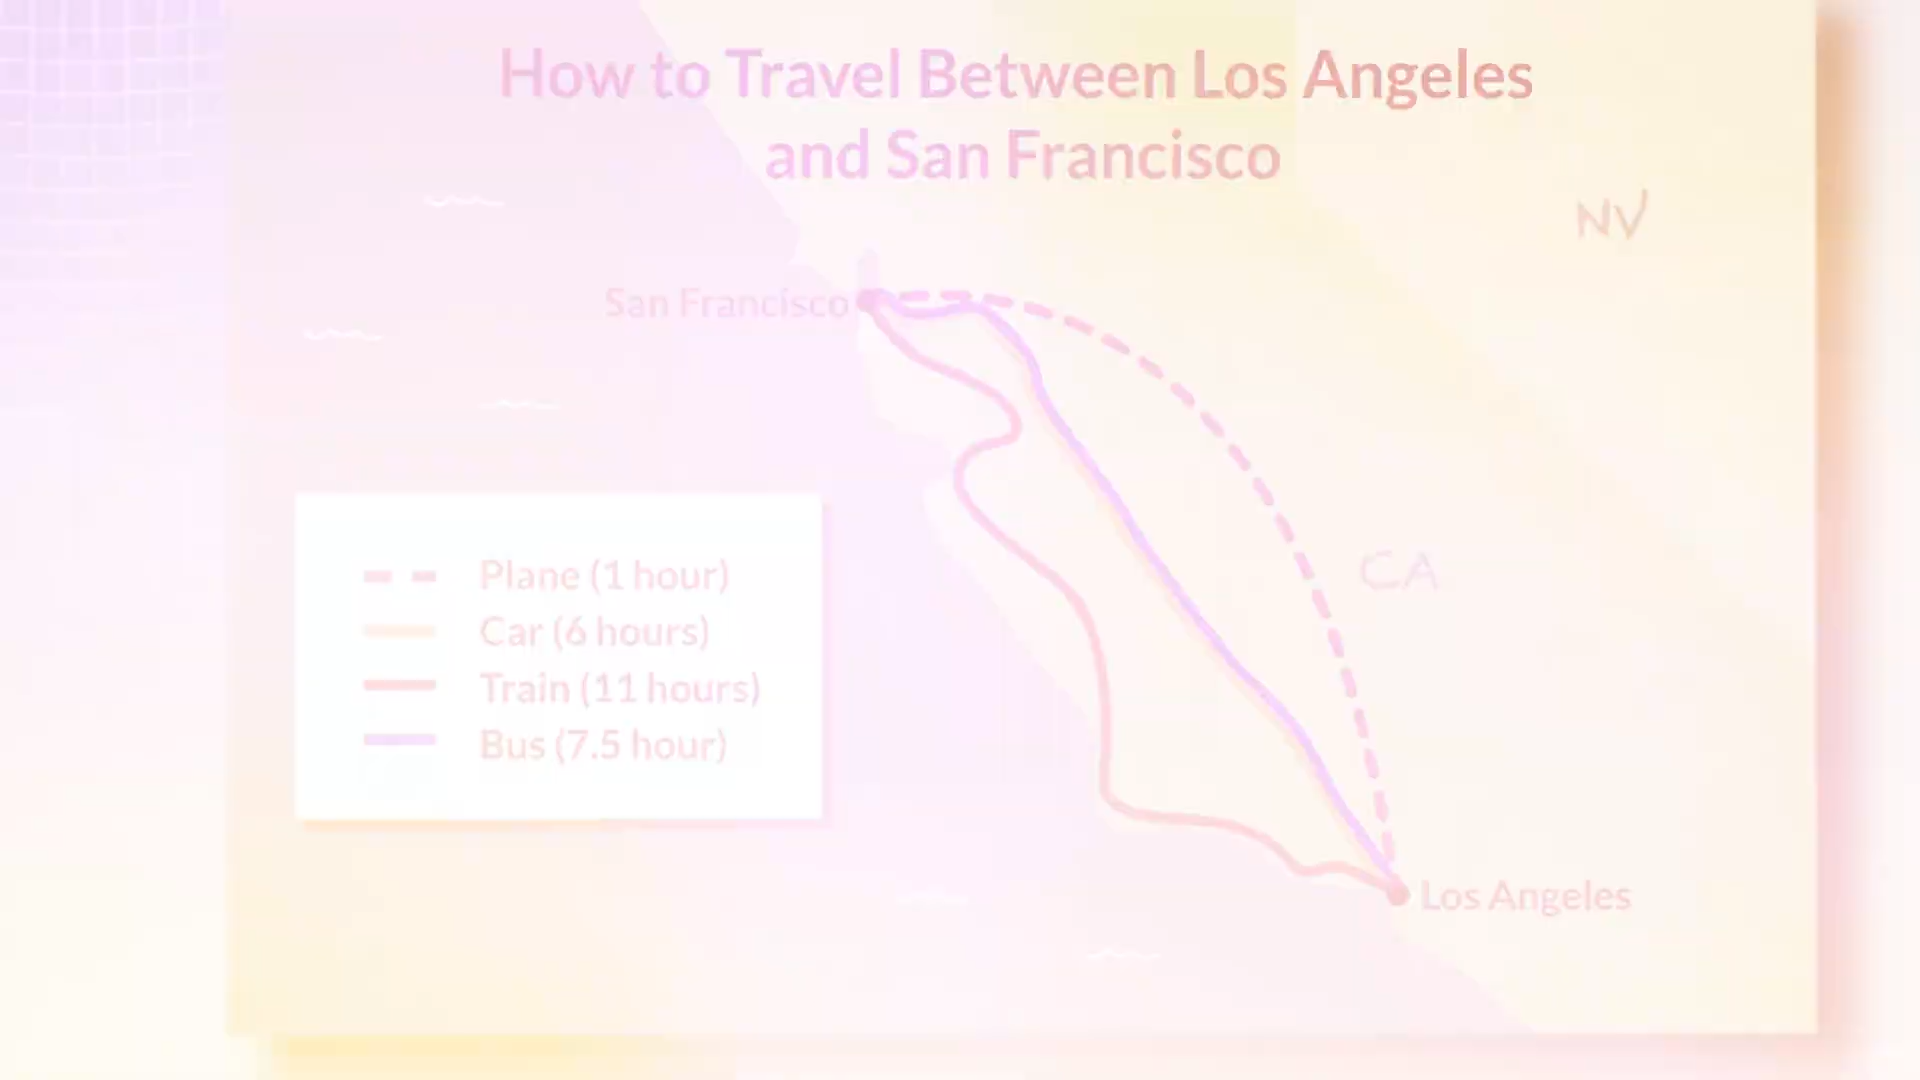 How to Travel Between Los Angeles
and San Francisco
NV
San Francisco
CA
Plane (1 hour)
Car (6 hours)
Train (11 hours)
Bus (7.5 hour)
Los Angeles